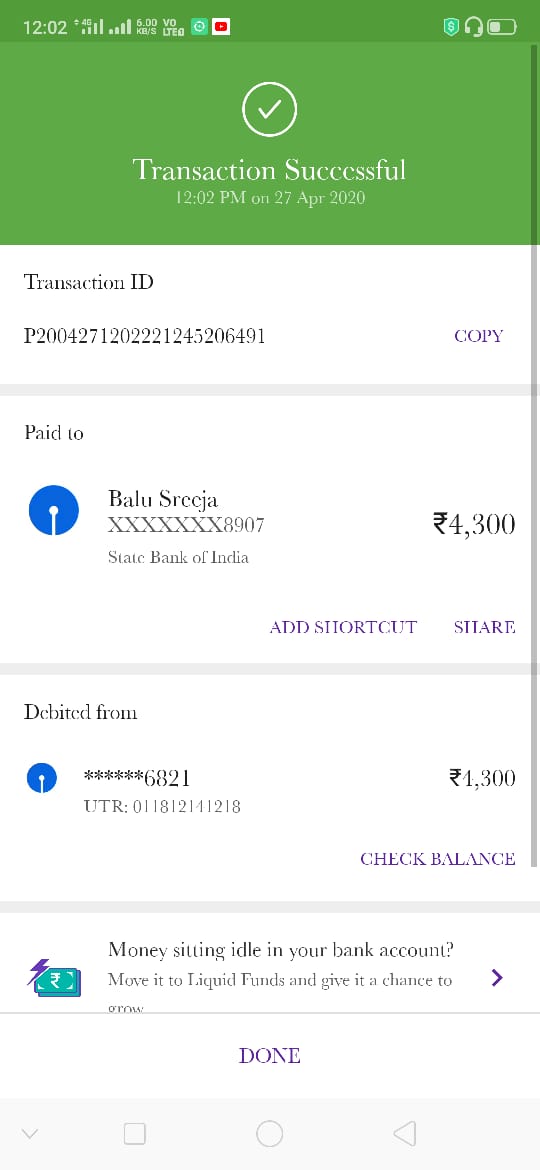 12:02 4G 6.00 KB/S VO LTE
Transaction Successful
12:02 PM on 27 Apr 2020
Transaction ID
P2004271202221245206491 COPY
Paid to
Balu Sreeja
XXXXXXX8907
₹4,300
State Bank of India
ADD SHORTCUT SHARE
Debited from
******6821 ₹4,300
UTR: 011812141218
CHECK BALANCE
Money sitting idle in your bank account?
Move it to Liquid Funds and give it a chance to
grow
DONE